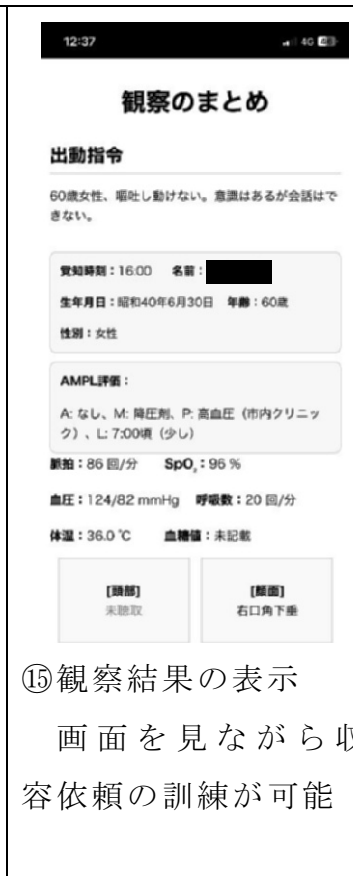 12:37
4G
観察のまとめ
出動指令
60歳女性、嘔吐し動けない。意識はあるが会話はで
きない。
覚知時刻：16:00 名前：
生年月日：昭和40年6月30日 年齢：60歳
性別：女性
AMPL評価：
A: なし、M: 降圧剤、P: 高血圧（市内クリニッ
ク）、L: 7:00頃（少し）
脈拍：86 回/分 SpO₂：96 %
血圧：124/82 mmHg 呼吸数：20 回/分
体温：36.0 ℃ 血糖値：未記載
[頭部] [顔面]
未聴取 右口角下垂
⑮観察結果の表示
画面を見ながら収
容依頼の訓練が可能